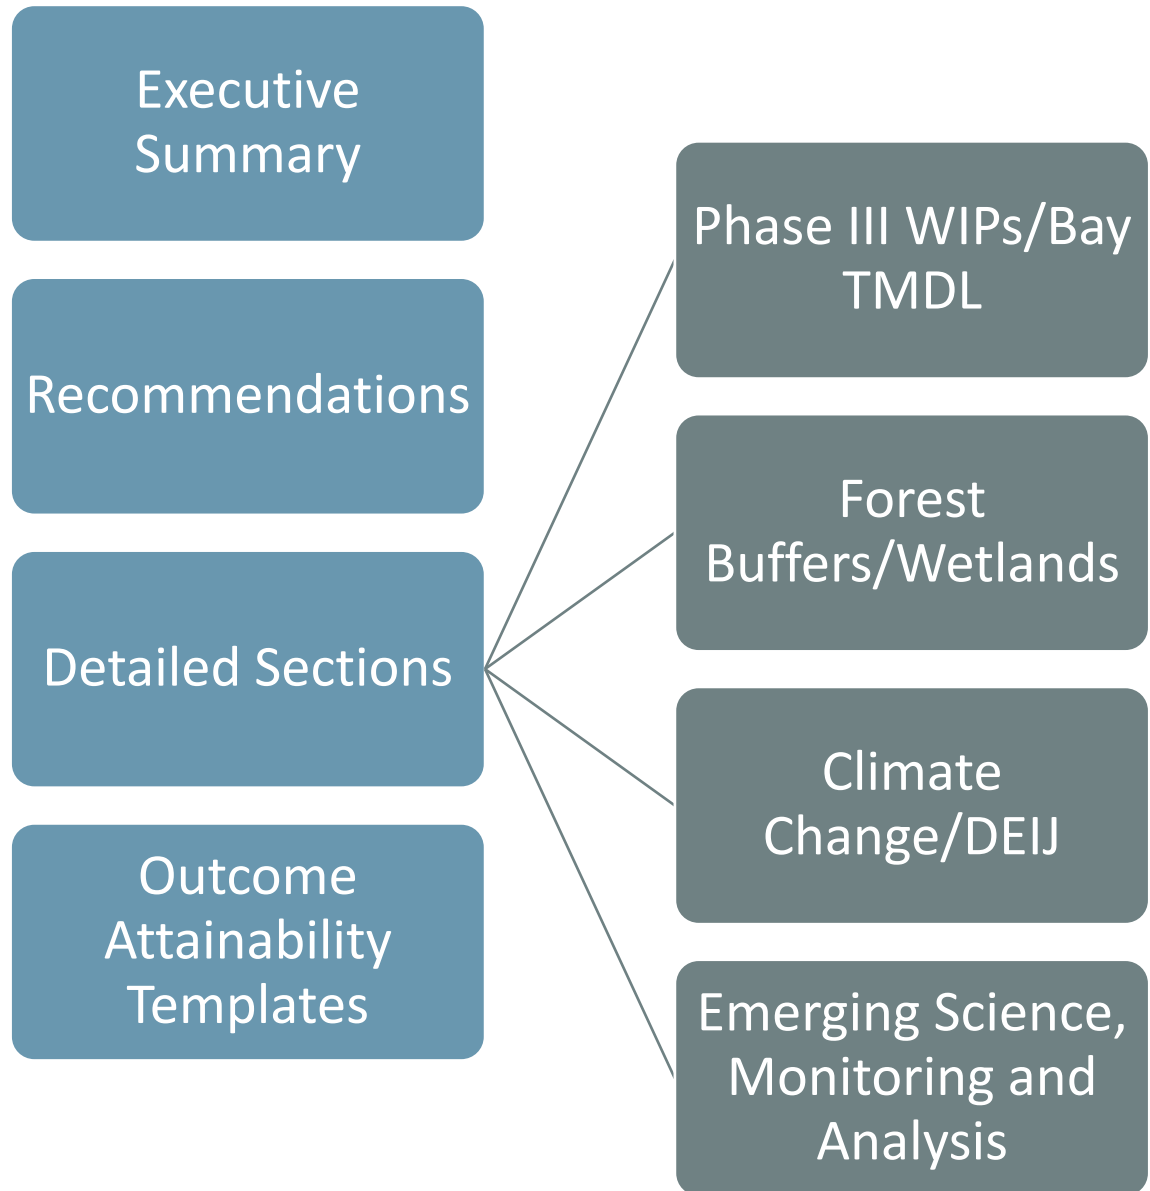 Executive
Summary
Recommendations
Detailed Sections
Outcome
Attainability
Templates
Phase III WIPs/Bay
TMDL
Forest
Buffers/Wetlands
Climate
Change/DEIJ
Emerging Science,
Monitoring and
Analysis